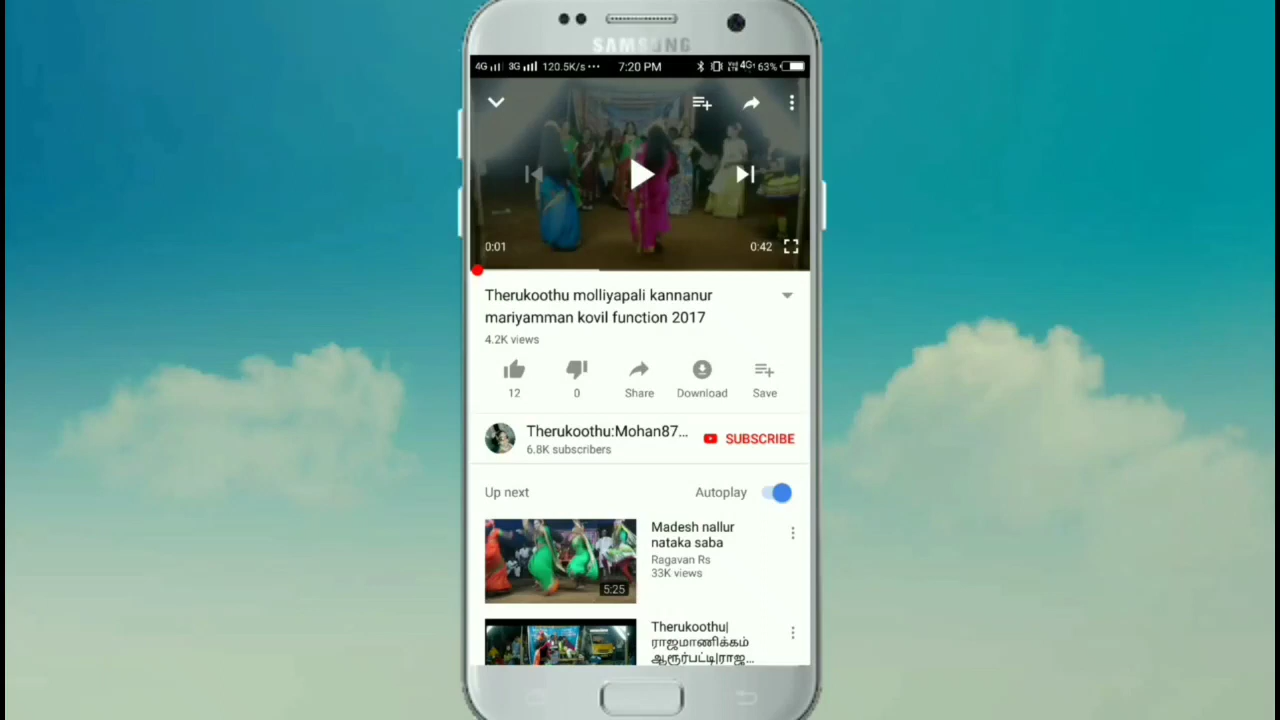 SAMSUNG
4G 3G 120.5K/s ··· 7:20 PM 4G+ 63%
0:01 0:42
Therukoothu molliyapali kannanur
mariyamman kovil function 2017
4.2K views
12 0 Share Download Save
Therukoothu:Mohan87...
6.8K subscribers
SUBSCRIBE
Up next Autoplay
Madesh nallur
nataka saba
Ragavan Rs
33K views
5:25
Therukoothu|
ராஜமாணிக்கம்
ஆரூர்பட்டி|ராஜ...